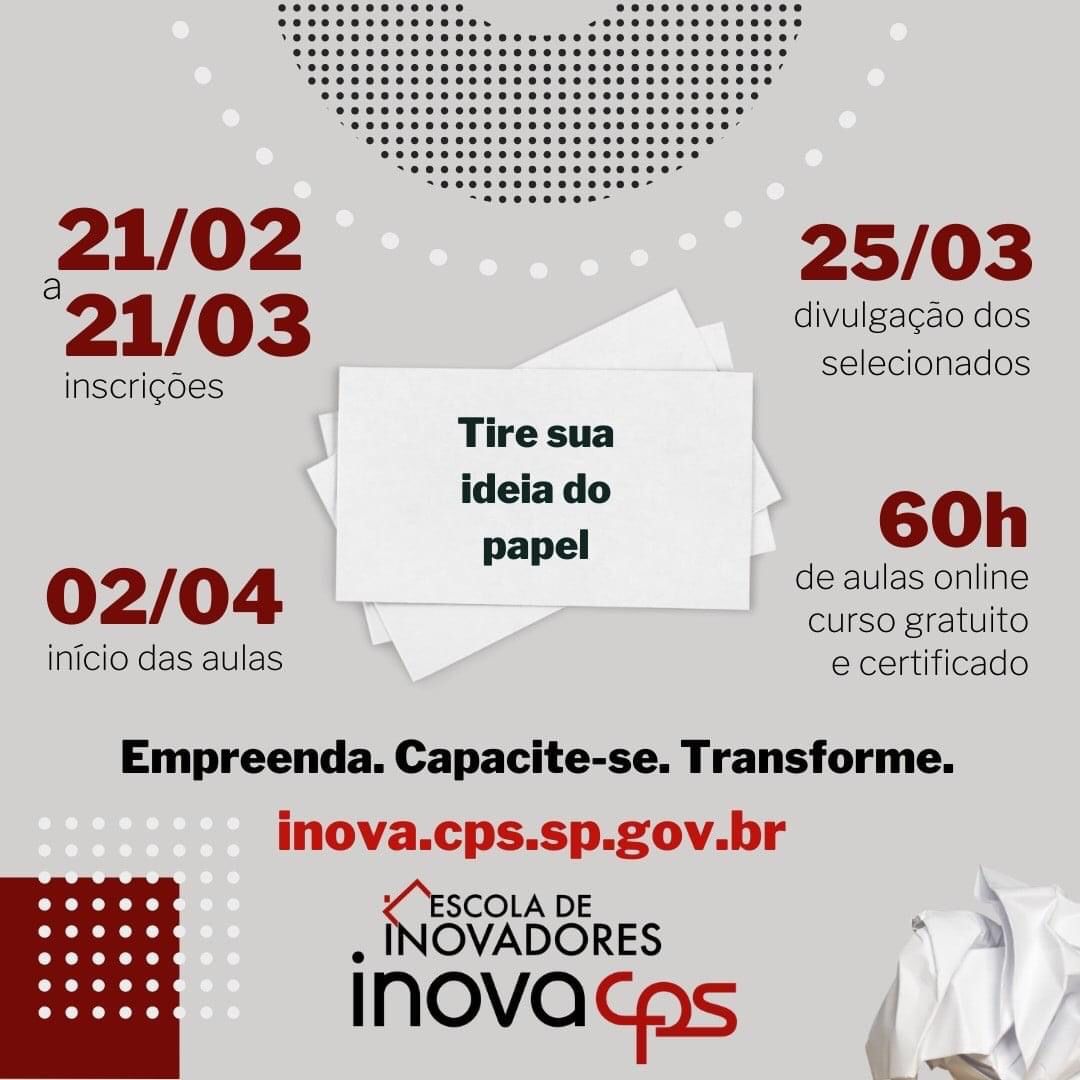 21/02
a
21/03
inscrições
25/03
divulgação dos
selecionados
Tire sua
ideia do
papel
02/04
início das aulas
60h
de aulas online
curso gratuito
e certificado
Empreenda. Capacite-se. Transforme.
inova.cps.sp.gov.br
ESCOLA DE
INOVADORES
inovacps